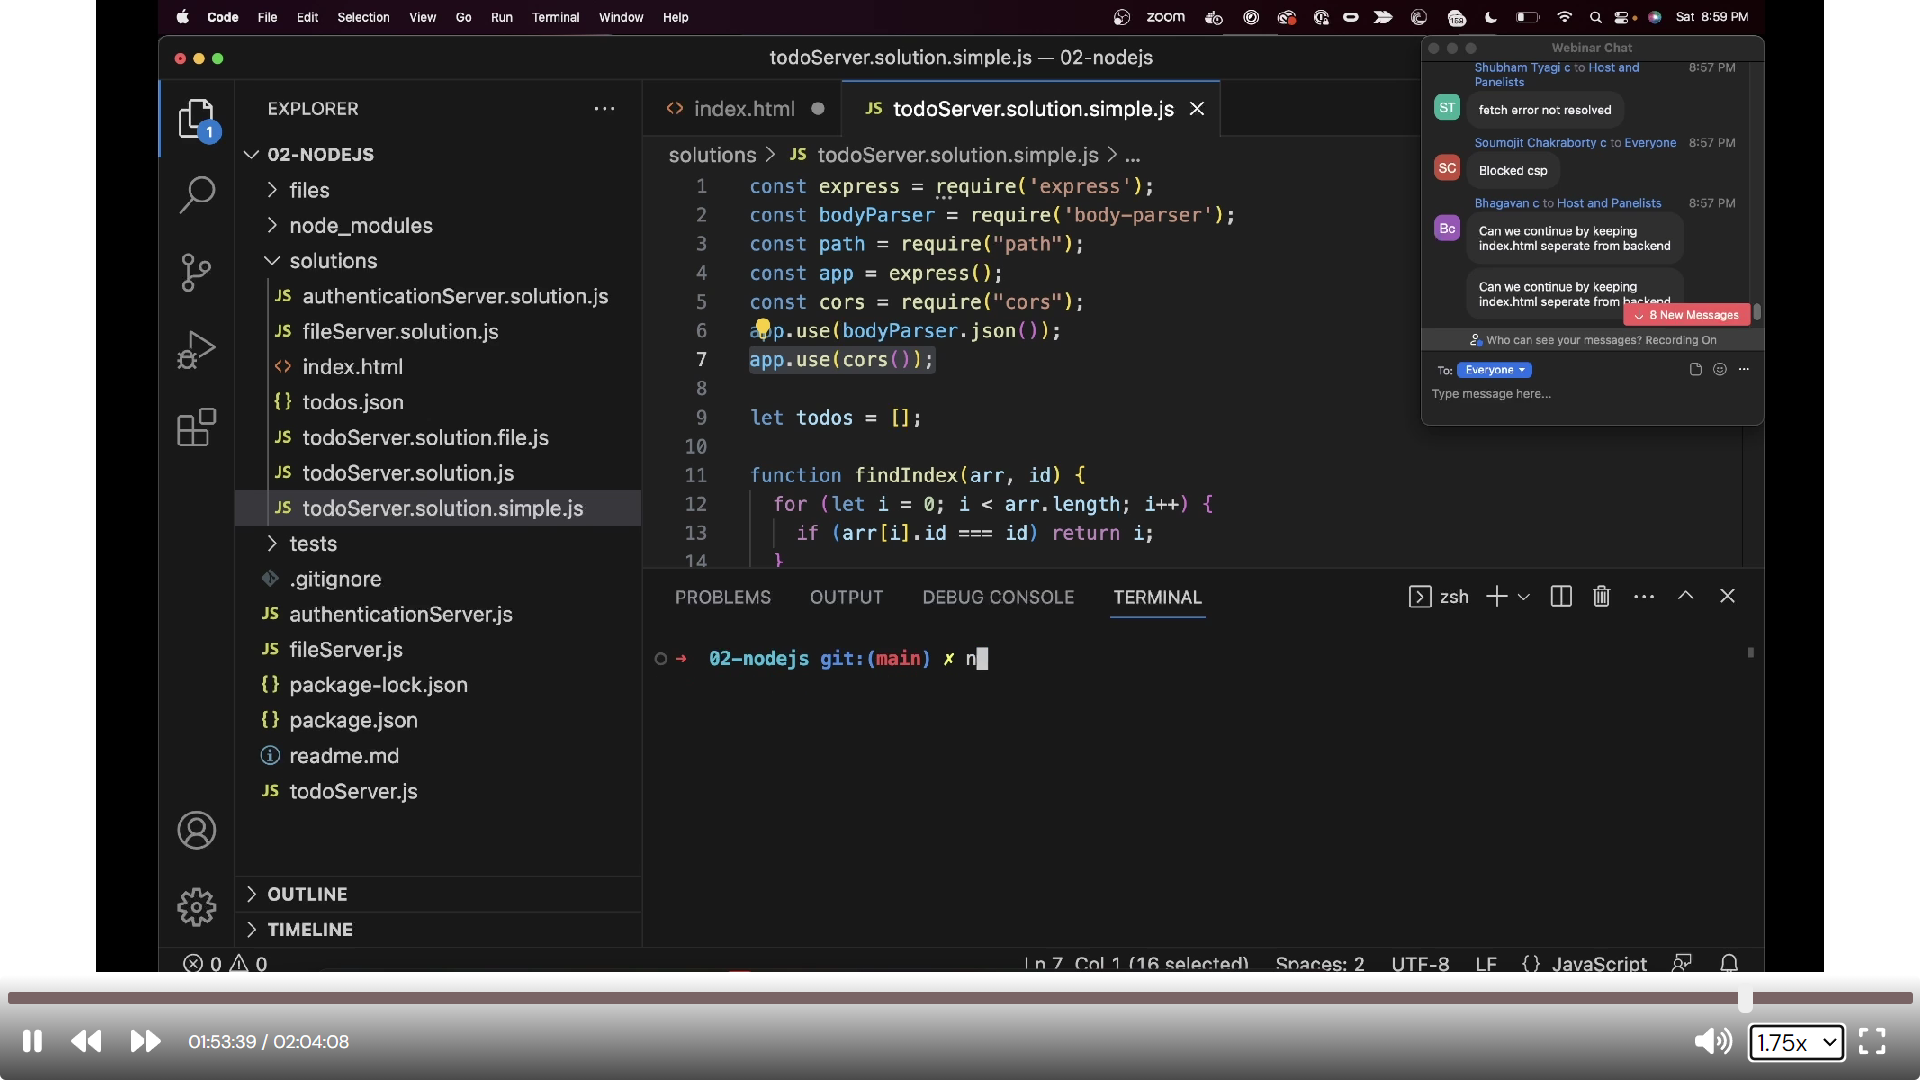 Code File Edit Selection View Go Run Terminal Window Help
zoom 159 Sat 8:59 PM
todoServer.solution.simple.js — 02-nodejs
EXPLORER
1
02-NODEJS
files
node_modules
solutions
JS authenticationServer.solution.js
JS fileServer.solution.js
<> index.html
{} todos.json
JS todoServer.solution.file.js
JS todoServer.solution.js
JS todoServer.solution.simple.js
tests
.gitignore
JS authenticationServer.js
JS fileServer.js
{} package-lock.json
{} package.json
readme.md
JS todoServer.js
OUTLINE
TIMELINE
<> index.html
JS todoServer.solution.simple.js
solutions > JS todoServer.solution.simple.js > ...
1 const express = require('express');
2 const bodyParser = require('body-parser');
3 const path = require("path");
4 const app = express();
5 const cors = require("cors");
6 app.use(bodyParser.json());
7 app.use(cors());
8
9 let todos = [];
10
11 function findIndex(arr, id) {
12 for (let i = 0; i < arr.length; i++) {
13 if (arr[i].id === id) return i;
14 }
PROBLEMS OUTPUT DEBUG CONSOLE TERMINAL
zsh
→ 02-nodejs git:(main) ✗ n
Webinar Chat
Shubham Tyagi c to Host and Panelists 8:57 PM
ST
fetch error not resolved
Soumojit Chakraborty c to Everyone 8:57 PM
SC
Blocked csp
Bhagavan c to Host and Panelists 8:57 PM
Bc
Can we continue by keeping
index.html seperate from backend
Can we continue by keeping
index.html seperate from backend
8 New Messages
Who can see your messages? Recording On
To: Everyone
Type message here...
0 0
Ln 7, Col 1 (16 selected) Spaces: 2 UTF-8 LF {} JavaScript
01:53:39 / 02:04:08
1.75x